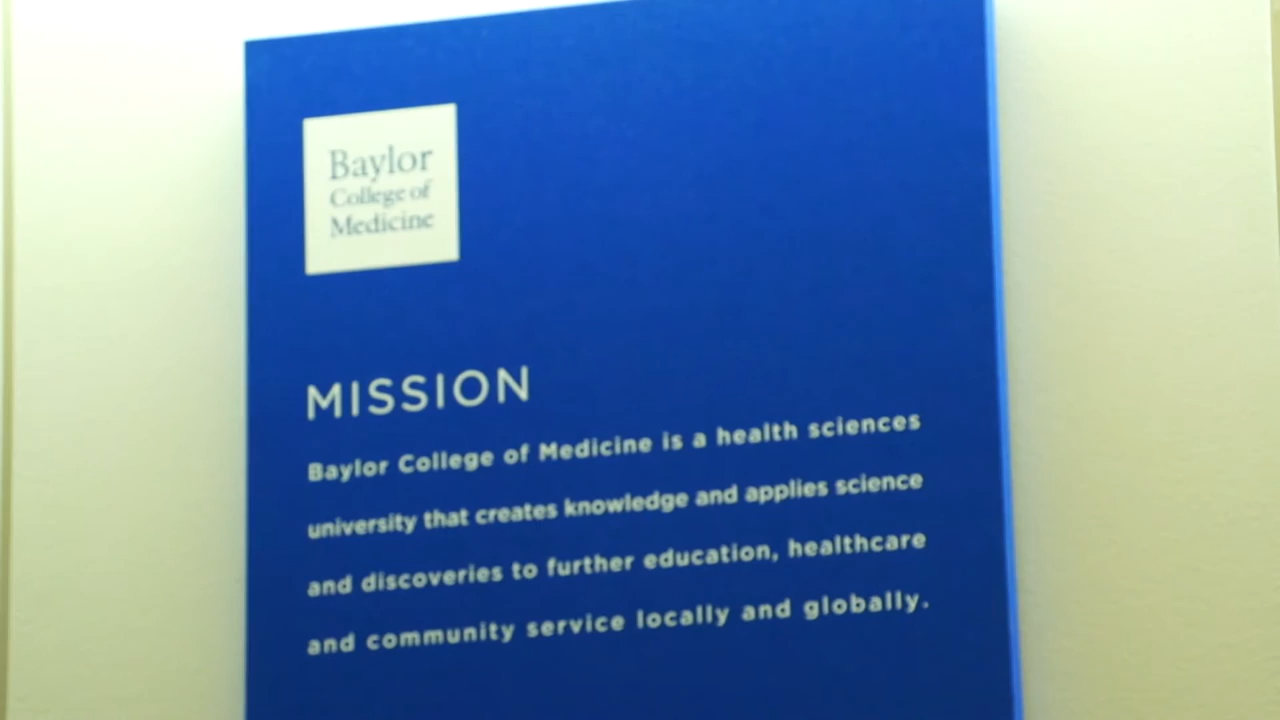 Baylor
College of
Medicine
MISSION
Baylor College of Medicine is a health sciences
university that creates knowledge and applies science
and discoveries to further education, healthcare
and community service locally and globally.